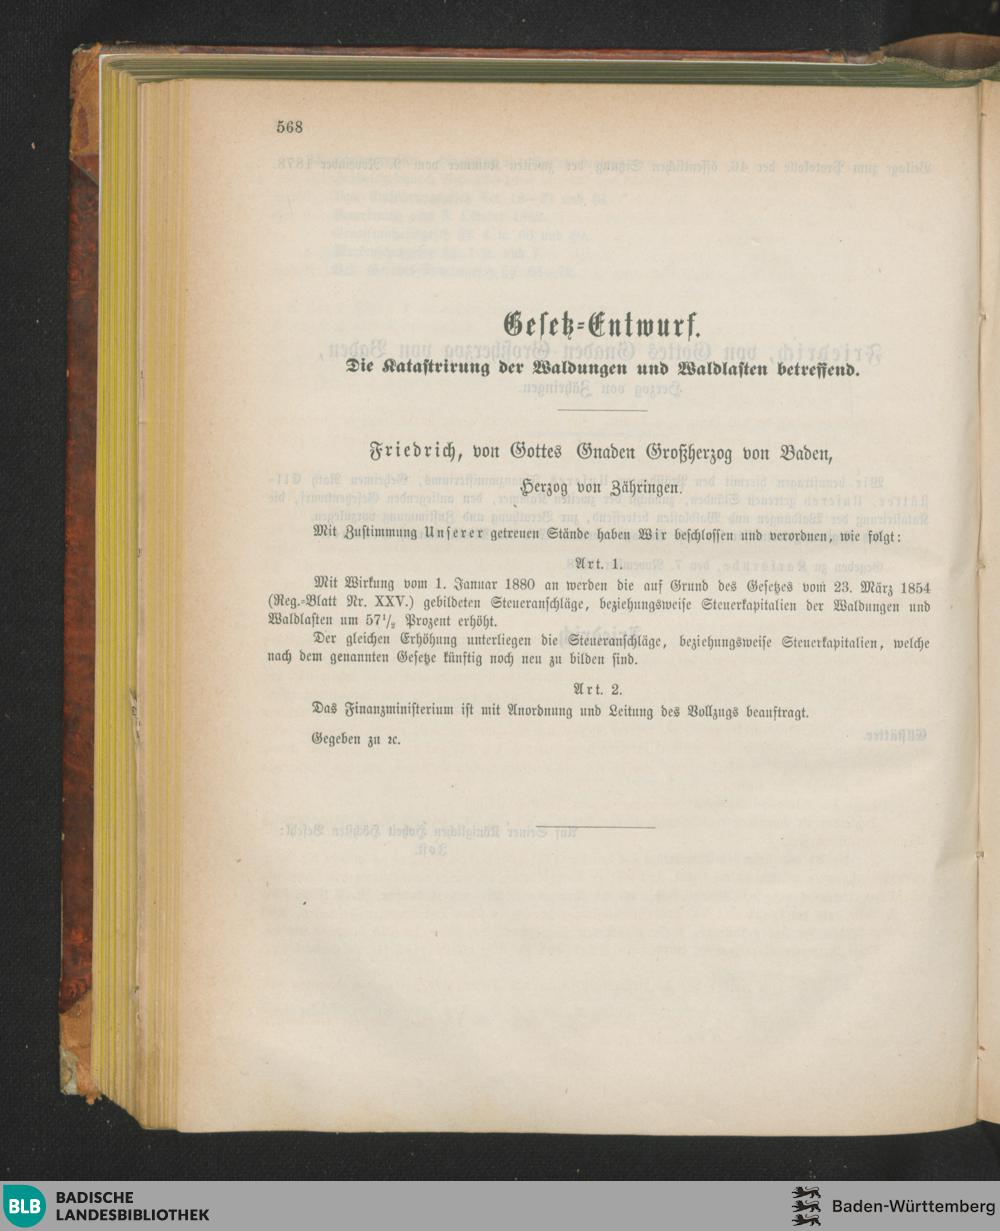 568
Gesetz-Entwurf.
Die Katastrirung der Waldungen und Waldlasten betreffend.
Friedrich, von Gottes Gnaden Großherzog von Baden,
Herzog von Zähringen.
Mit Zustimmung Unserer getreuen Stände haben Wir beschlossen und verordnen, wie folgt:
Art. 1.
Mit Wirkung vom 1. Januar 1880 an werden die auf Grund des Gesetzes vom 23. März 1854
(Reg.-Blatt Nr. XXV.) gebildeten Steueranschläge, beziehungsweise Steuerkapitalien der Waldungen und
Waldlasten um 57½ Prozent erhöht.
Der gleichen Erhöhung unterliegen die Steueranschläge, beziehungsweise Steuerkapitalien, welche
nach dem genannten Gesetze künftig noch neu zu bilden sind.
Art. 2.
Das Finanzministerium ist mit Anordnung und Leitung des Vollzugs beauftragt.
Gegeben zu ꝛc.
BLB BADISCHE
LANDESBIBLIOTHEK
Baden-Württemberg